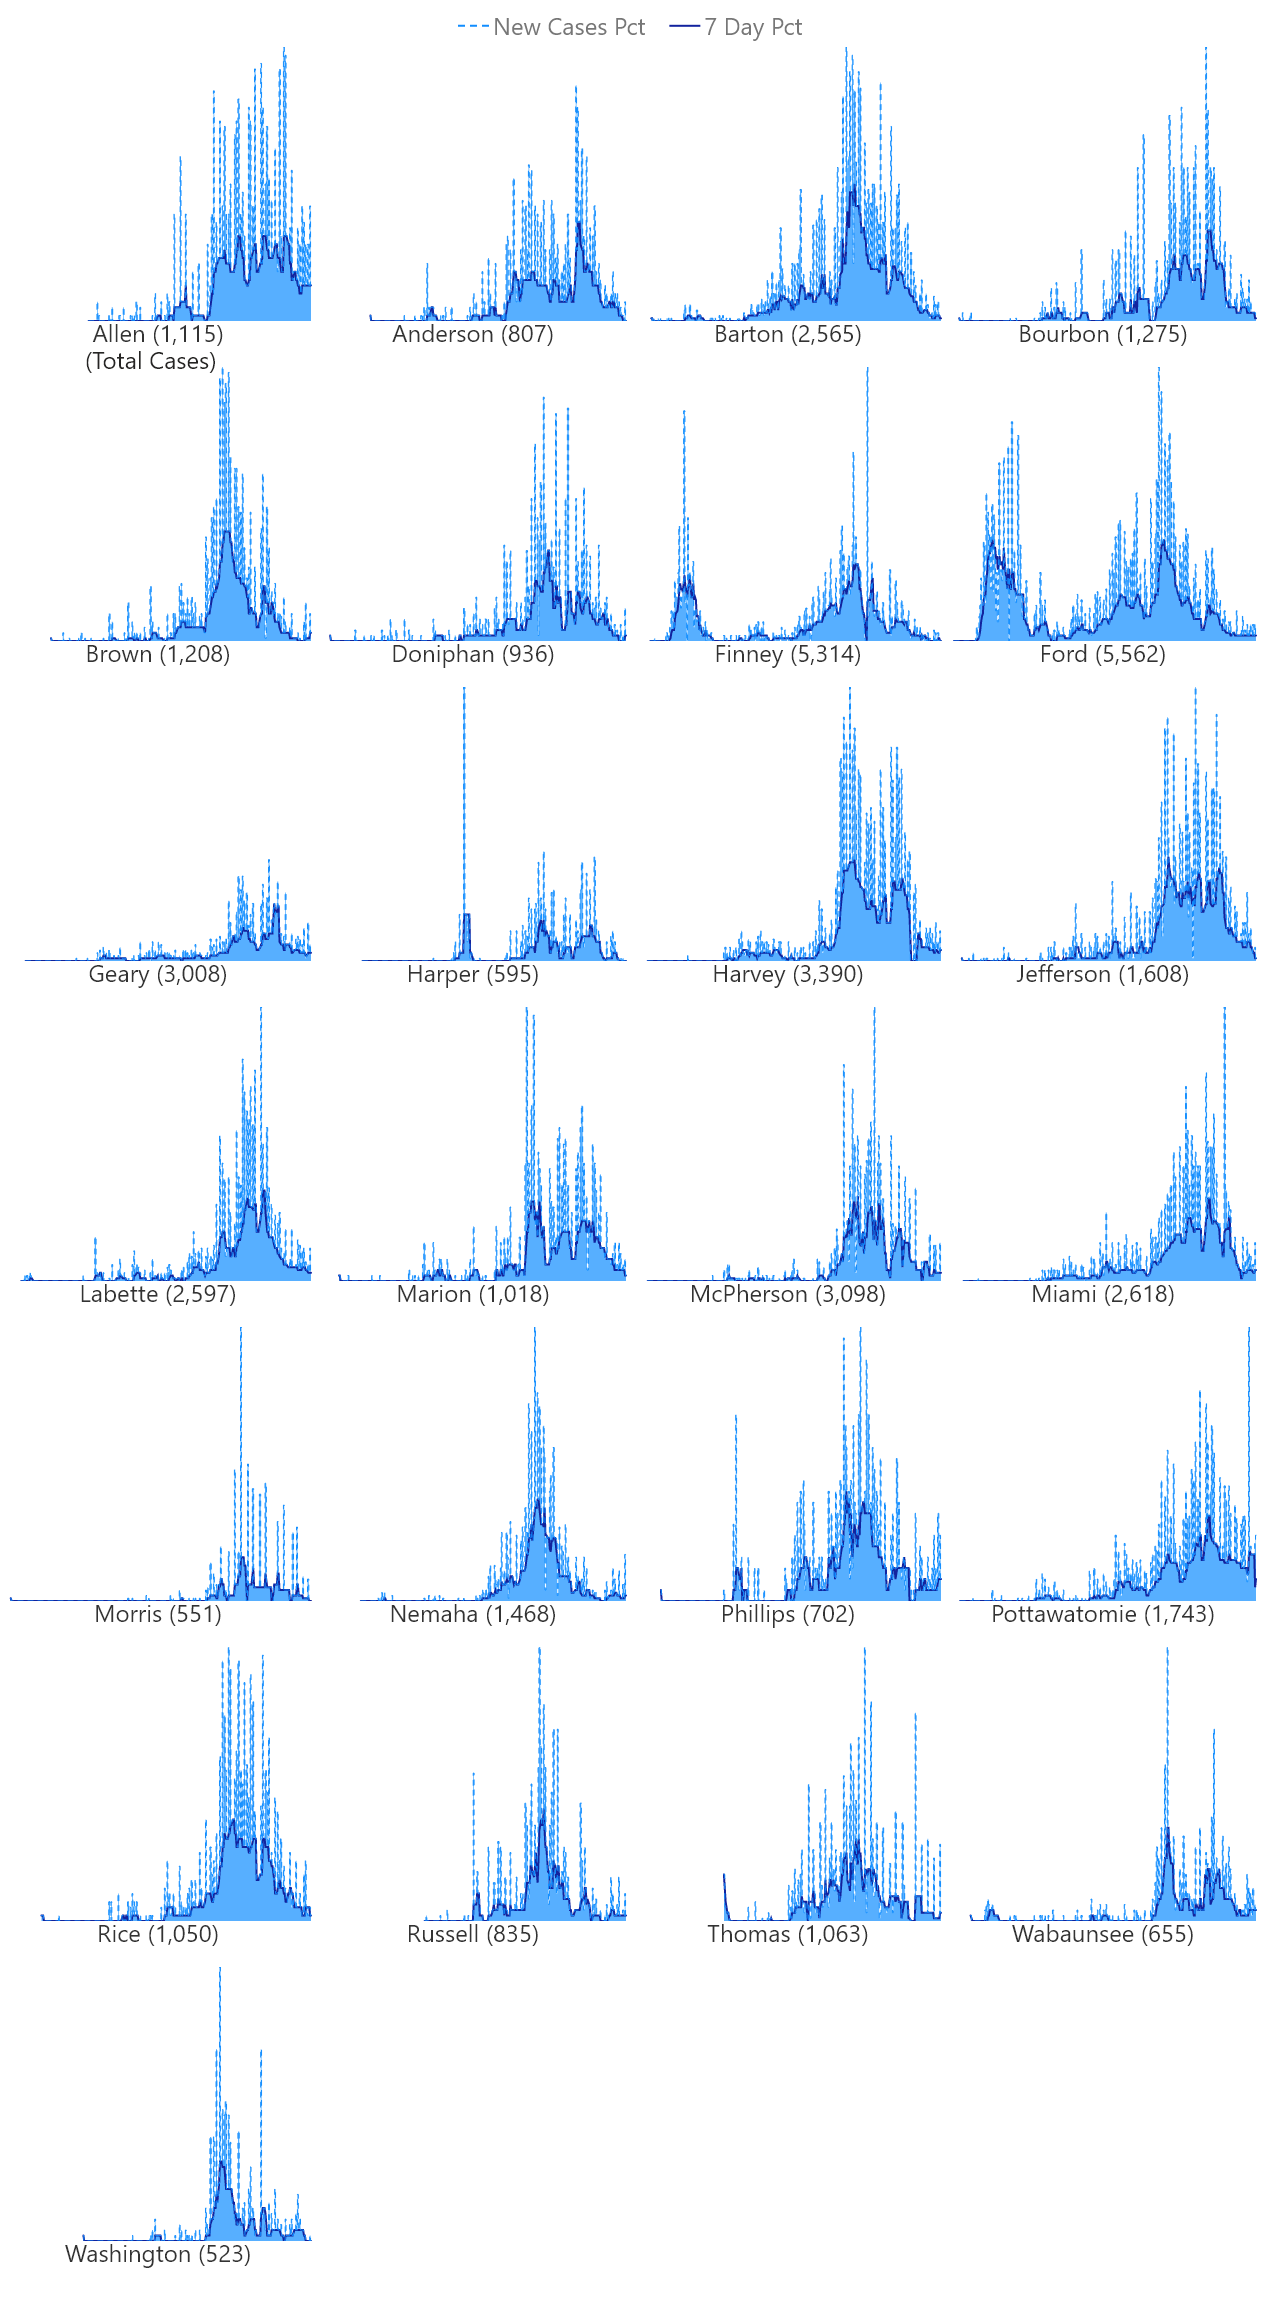 New Cases Pct 7 Day Pct
Allen (1,115) Anderson (807) Barton (2,565) Bourbon (1,275)
(Total Cases)
Brown (1,208) Doniphan (936) Finney (5,314) Ford (5,562)
Geary (3,008) Harper (595) Harvey (3,390) Jefferson (1,608)
Labette (2,597) Marion (1,018) McPherson (3,098) Miami (2,618)
Morris (551) Nemaha (1,468) Phillips (702) Pottawatomie (1,743)
Rice (1,050) Russell (835) Thomas (1,063) Wabaunsee (655)
Washington (523)